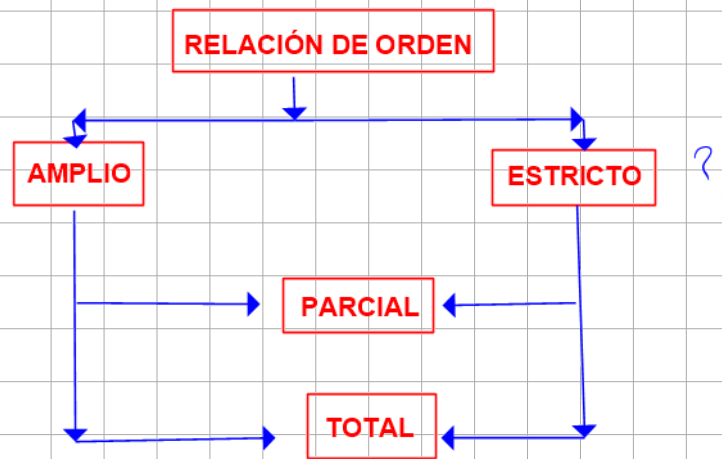 RELACIÓN DE ORDEN
AMPLIO
ESTRICTO ?
PARCIAL
TOTAL